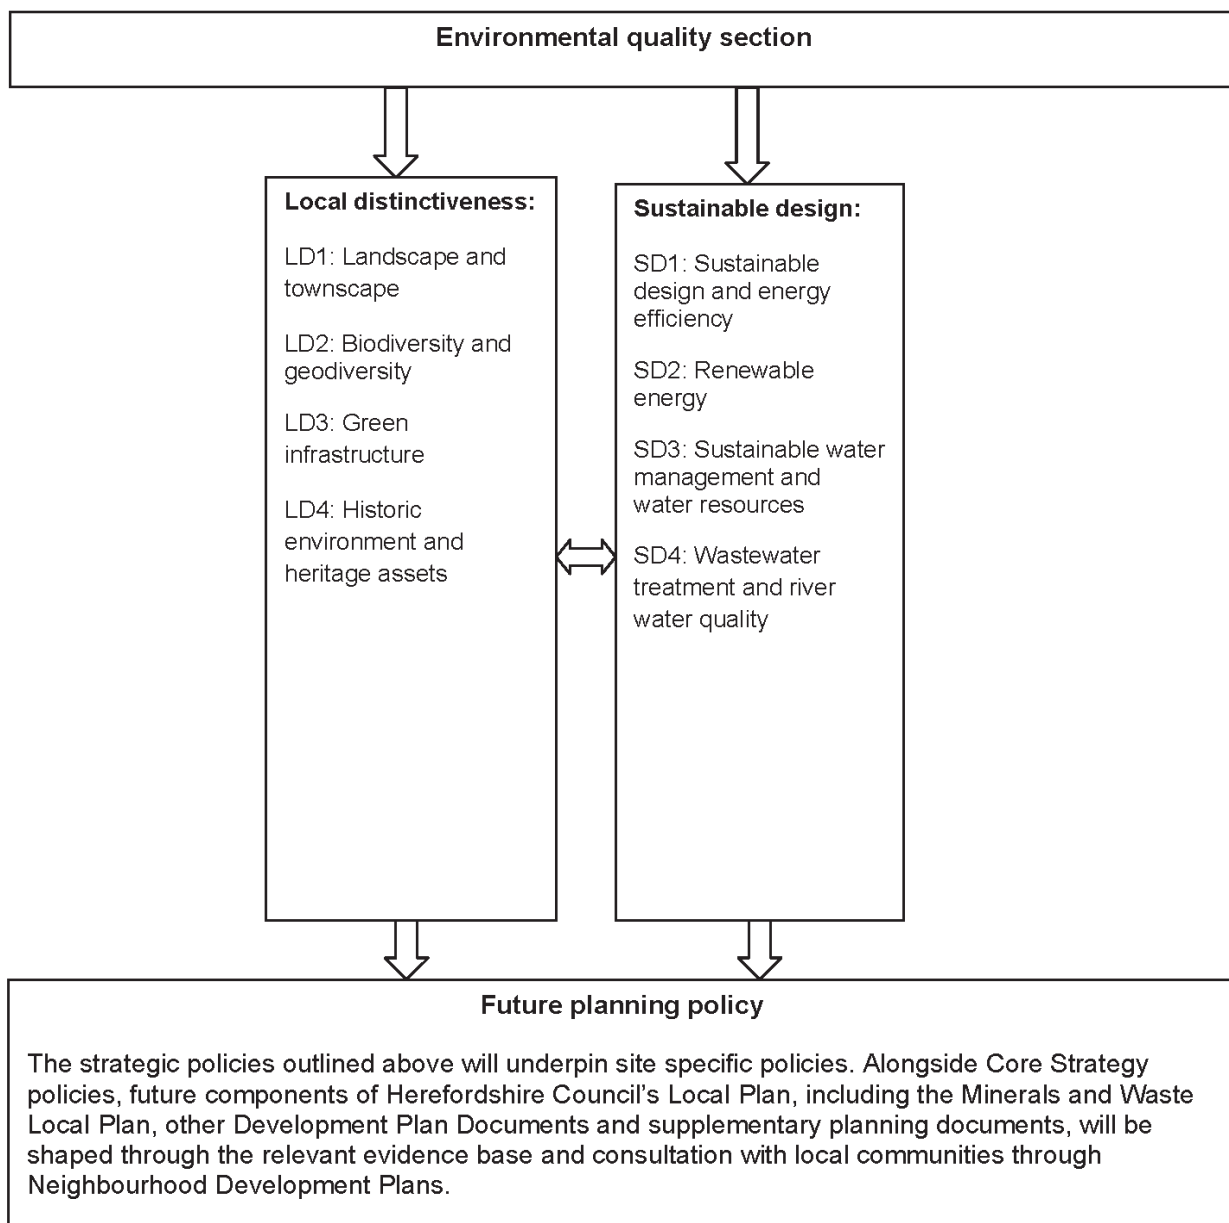 Environmental quality section
Local distinctiveness:
LD1: Landscape and
townscape
LD2: Biodiversity and
geodiversity
LD3: Green
infrastructure
LD4: Historic
environment and
heritage assets
Sustainable design:
SD1: Sustainable
design and energy
efficiency
SD2: Renewable
energy
SD3: Sustainable water
management and
water resources
SD4: Wastewater
treatment and river
water quality
Future planning policy
The strategic policies outlined above will underpin site specific policies. Alongside Core Strategy
policies, future components of Herefordshire Council’s Local Plan, including the Minerals and Waste
Local Plan, other Development Plan Documents and supplementary planning documents, will be
shaped through the relevant evidence base and consultation with local communities through
Neighbourhood Development Plans.